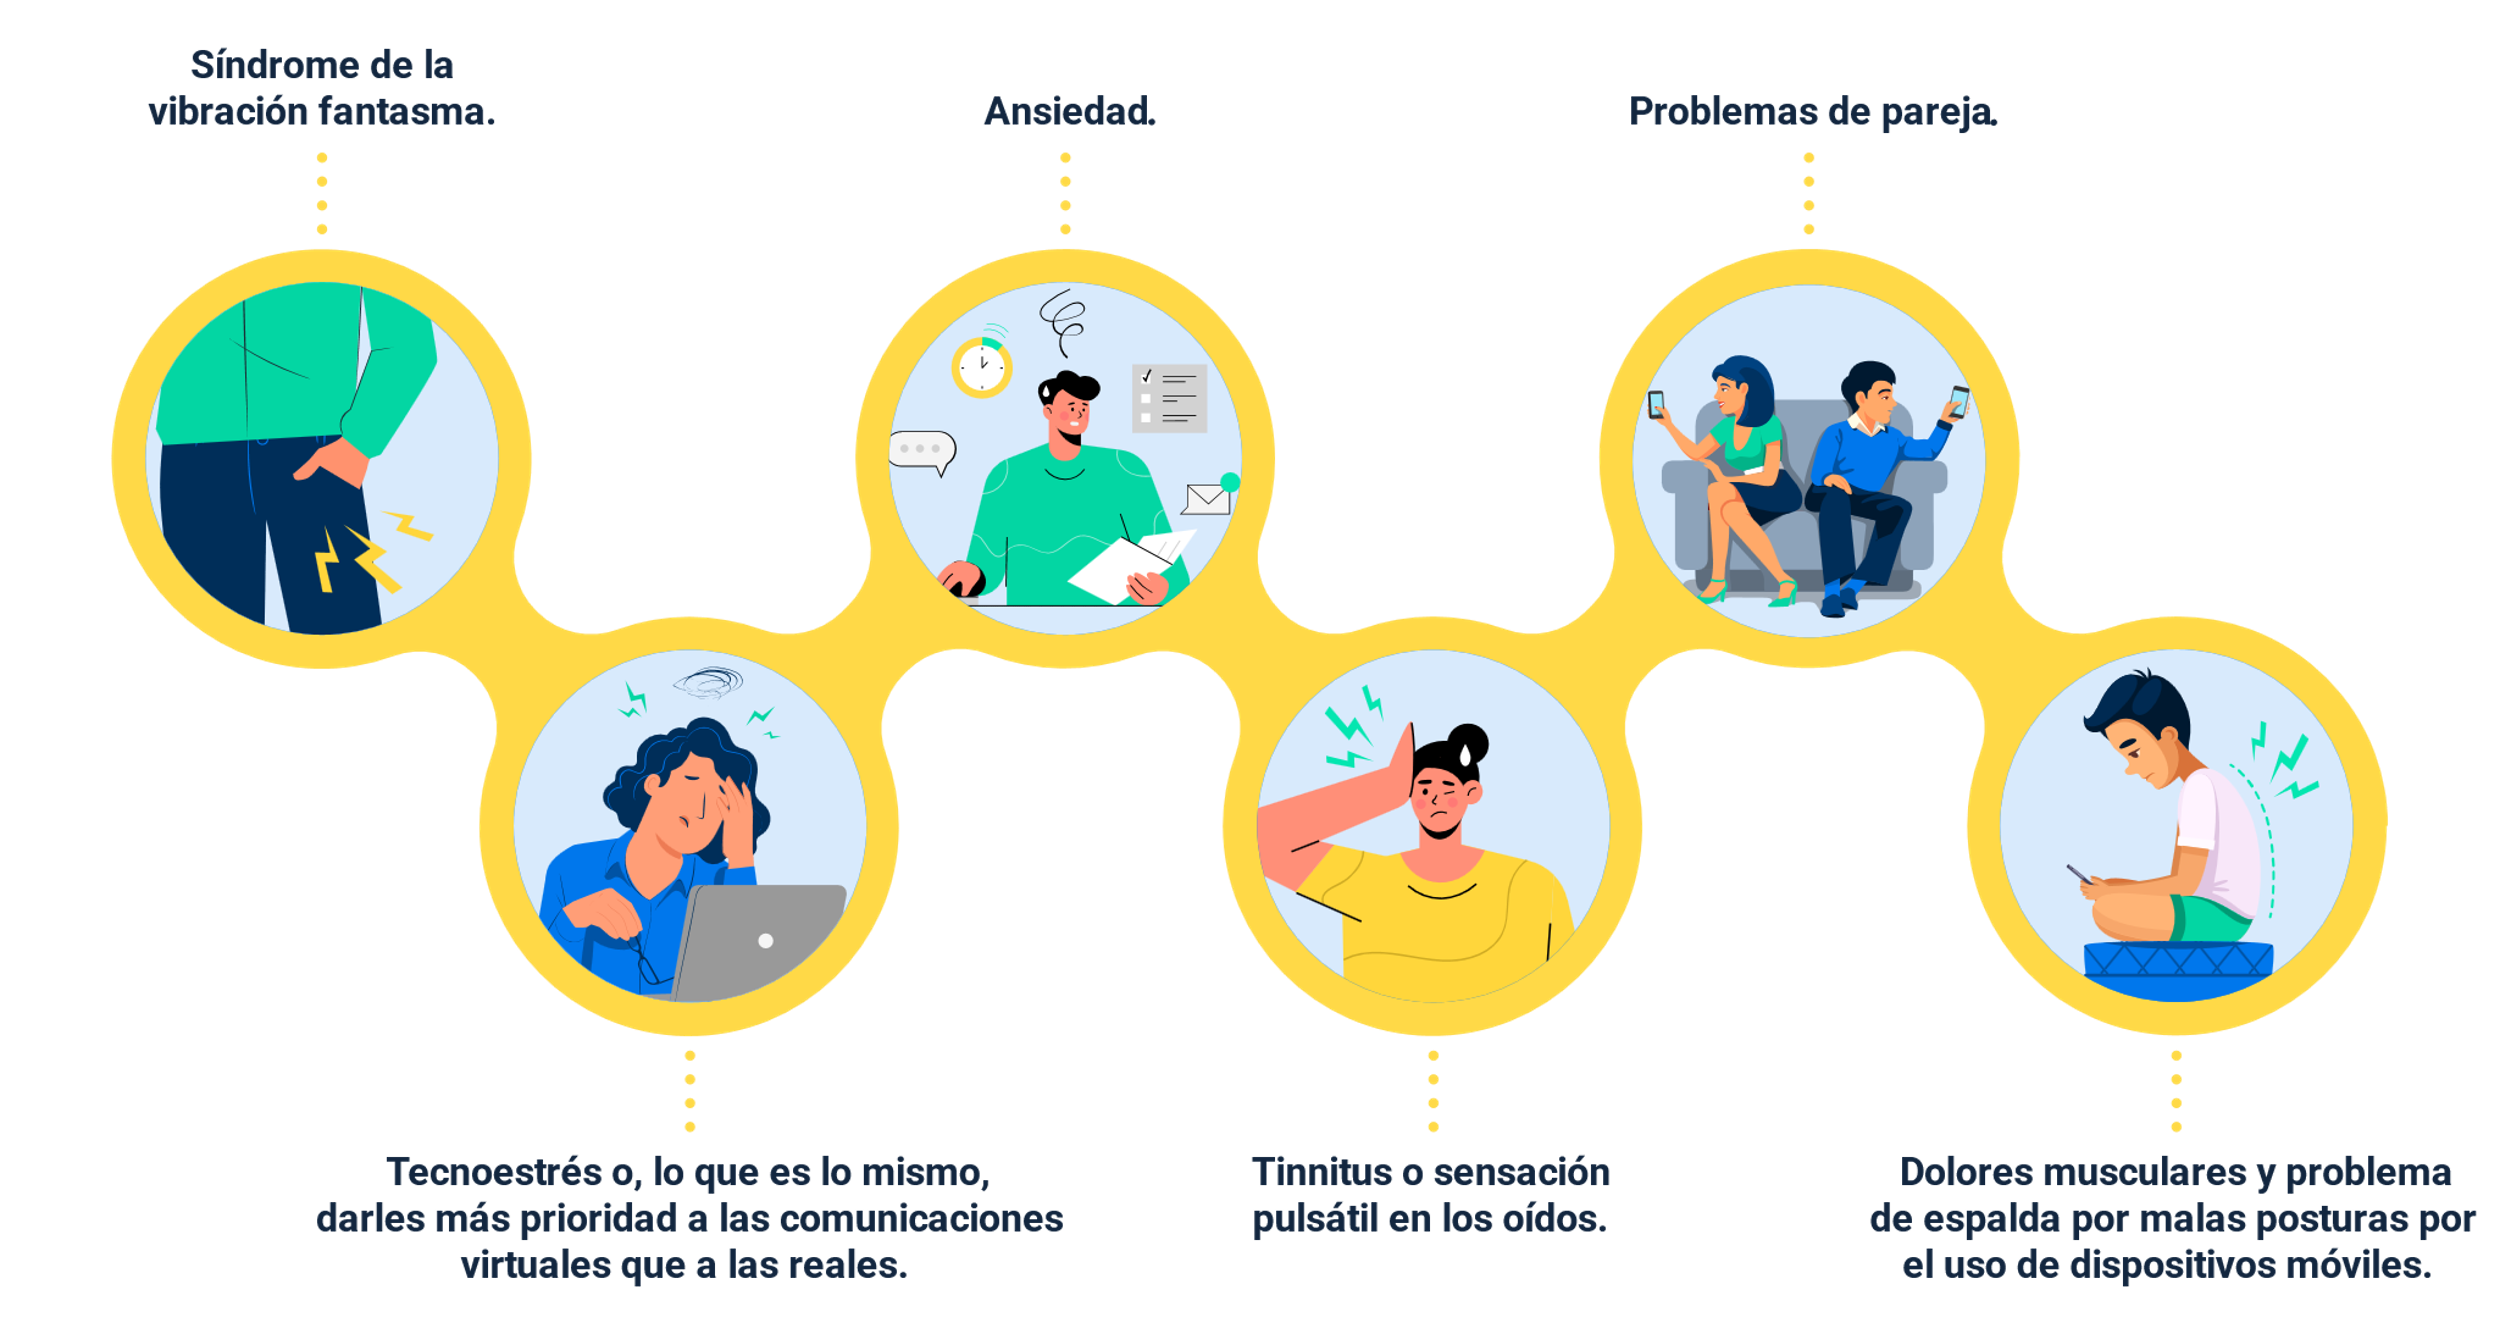 Síndrome de la
vibración fantasma.
Ansiedad.
Problemas de pareja.
Tecnoestrés o, lo que es lo mismo,
darles más prioridad a las comunicaciones
virtuales que a las reales.
Tinnitus o sensación
pulsátil en los oídos.
Dolores musculares y problema
de espalda por malas posturas por
el uso de dispositivos móviles.